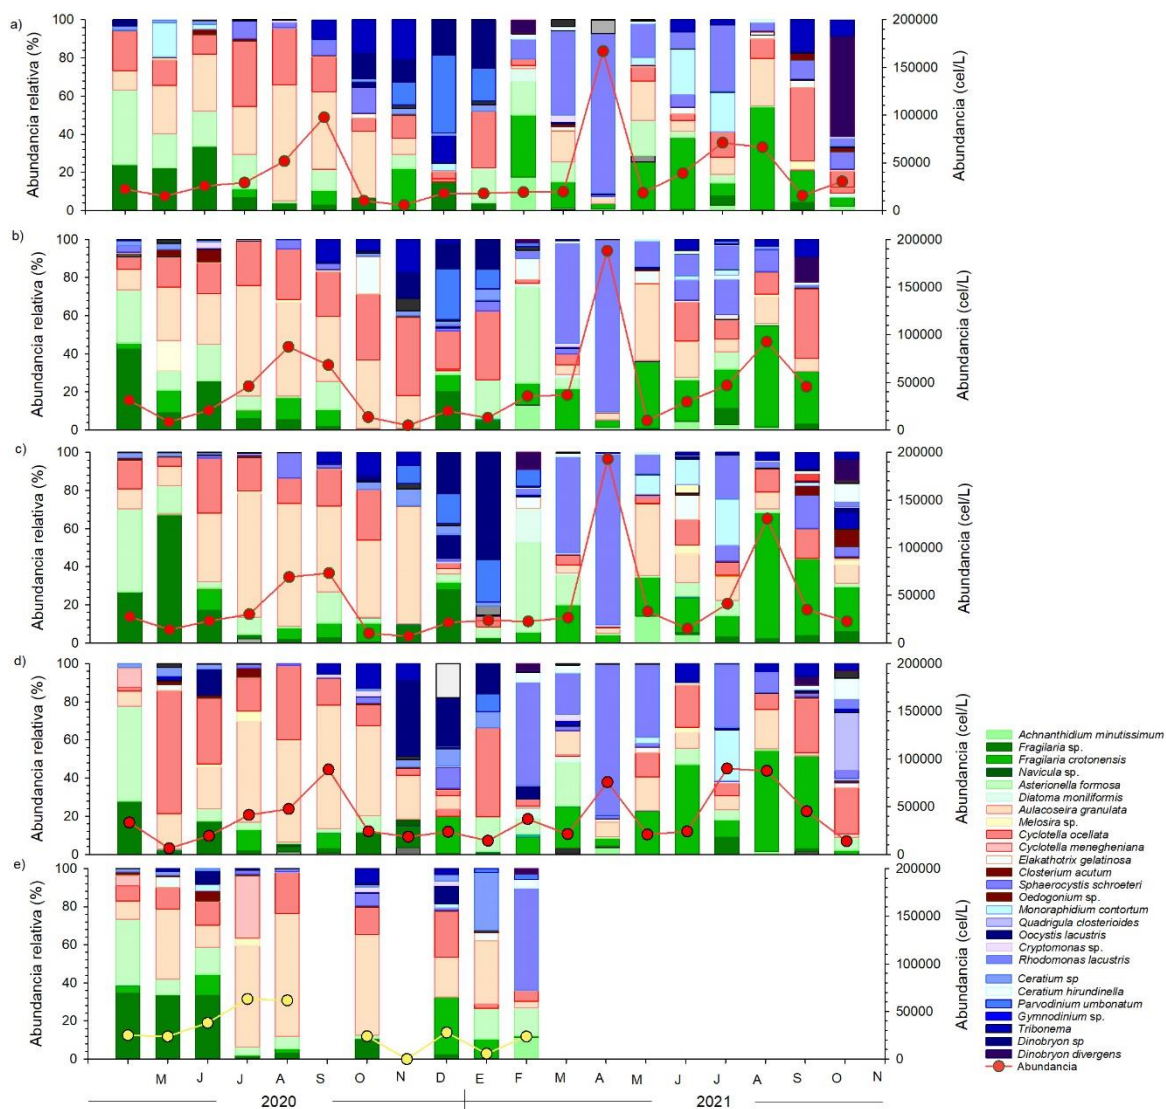 a)
Abundancia relativa (%)
100
80
60
40
20
0
200000
150000
100000
50000
0
Abundancia (cel/L)
b)
Abundancia relativa (%)
100
80
60
40
20
0
200000
150000
100000
50000
0
Abundancia (cel/L)
c)
Abundancia relativa (%)
100
80
60
40
20
0
200000
150000
100000
50000
0
Abundancia (cel/L)
d)
Abundancia relativa (%)
100
80
60
40
20
0
200000
150000
100000
50000
0
Abundancia (cel/L)
e)
Abundancia relativa (%)
100
80
60
40
20
0
200000
150000
100000
50000
0
Abundancia (cel/L)
M J J A S O N D E F M A M J J A S O N
2020 2021
Achnanthidium minutissimum
Fragilaria sp.
Fragilaria crotonensis
Navicula sp.
Asterionella formosa
Diatoma moniliformis
Aulacoseira granulata
Melosira sp.
Cyclotella ocellata
Cyclotella menegheniana
Elakathotrix gelatinosa
Closterium acutum
Sphaerocystis schroeteri
Oedogonium sp.
Monoraphidium contortum
Quadrigula closterioides
Oocystis lacustris
Cryptomonas sp.
Rhodomonas lacustris
Ceratium sp
Ceratium hirundinella
Parvodinium umbonatum
Gymnodinium sp.
Tribonema
Dinobryon sp
Dinobryon divergens
Abundancia